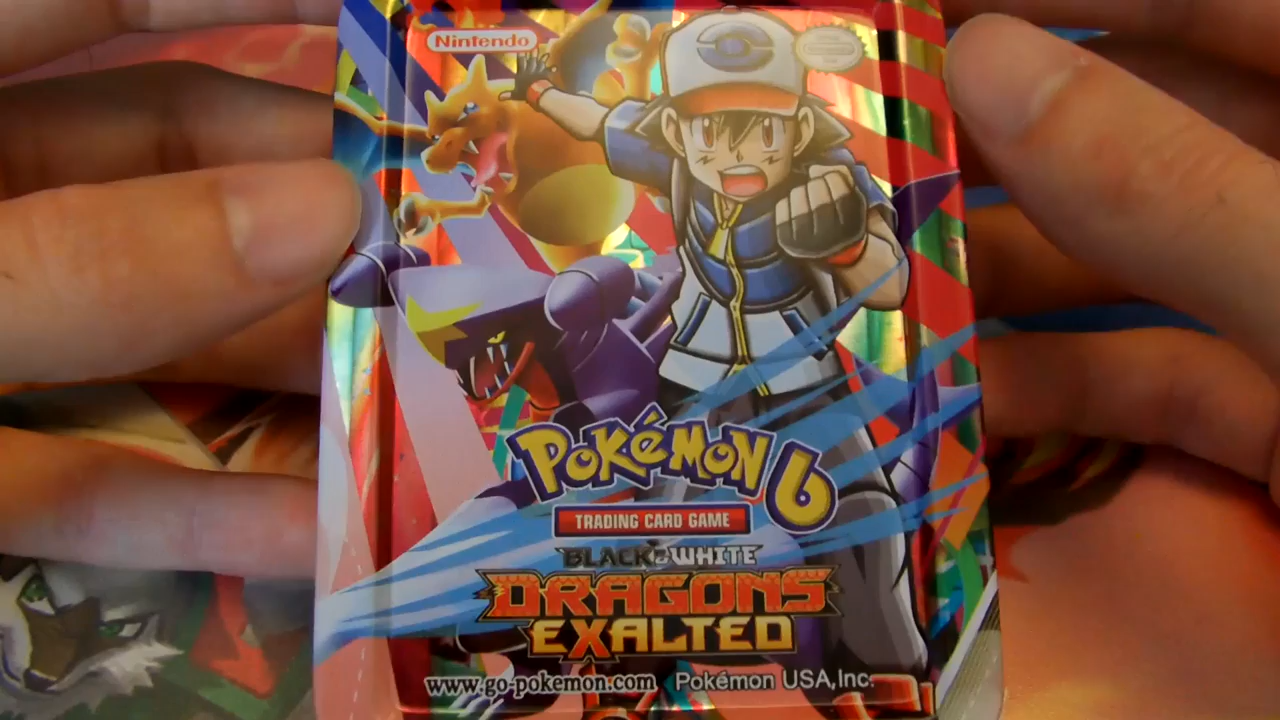 Nintendo
POKéMON 6
TRADING CARD GAME
BLACK & WHITE
DRAGONS
EXALTED
www.go-pokemon.com Pokémon USA,Inc.